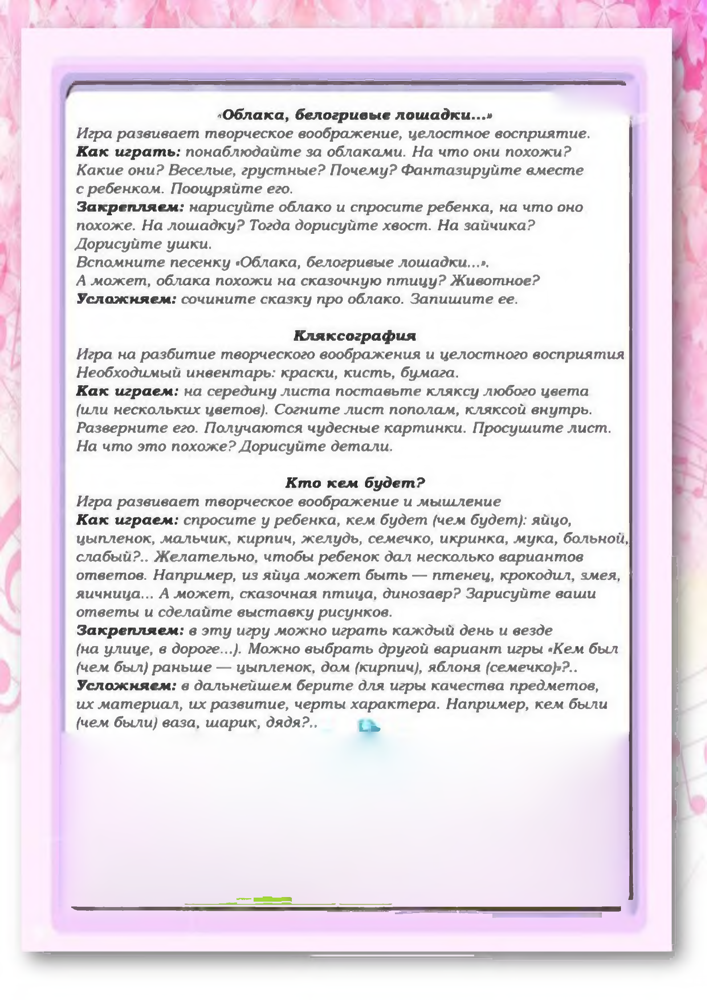 «Облака, белогривые лошадки...»
Игра развивает творческое воображение, целостное восприятие.
Как играть: понаблюдайте за облаками. На что они похожи?
Какие они? Веселые, грустные? Почему? Фантазируйте вместе
с ребенком. Поощряйте его.
Закрепляем: нарисуйте облако и спросите ребенка, на что оно
похоже. На лошадку? Тогда дорисуйте хвост. На зайчика?
Дорисуйте ушки.
Вспомните песенку «Облака, белогривые лошадки...».
А может, облака похожи на сказочную птицу? Животное?
Усложняем: сочините сказку про облако. Запишите ее.
Кляксография
Игра на разбитие творческого воображения и целостного восприятия
Необходимый инвентарь: краски, кисть, бумага.
Как играем: на середину листа поставьте кляксу любого цвета
(или нескольких цветов). Согните лист пополам, кляксой внутрь.
Разверните его. Получаются чудесные картинки. Просушите лист.
На что это похоже? Дорисуйте детали.
Кто кем будет?
Игра развивает творческое воображение и мышление
Как играем: спросите у ребенка, кем будет (чем будет): яйцо,
цыпленок, мальчик, кирпич, желудь, семечко, икринка, мука, больной,
слабый?.. Желательно, чтобы ребенок дал несколько вариантов
ответов. Например, из яйца может быть — птенец, крокодил, змея,
яичница... А может, сказочная птица, динозавр? Зарисуйте ваши
ответы и сделайте выставку рисунков.
Закрепляем: в эту игру можно играть каждый день и везде
(на улице, в дороге...). Можно выбрать другой вариант игры «Кем был
(чем был) раньше — цыпленок, дом (кирпич), яблоня (семечко)»?..
Усложняем: в дальнейшем берите для игры качества предметов,
их материал, их развитие, черты характера. Например, кем были
(чем были) ваза, шарик, дядя?..